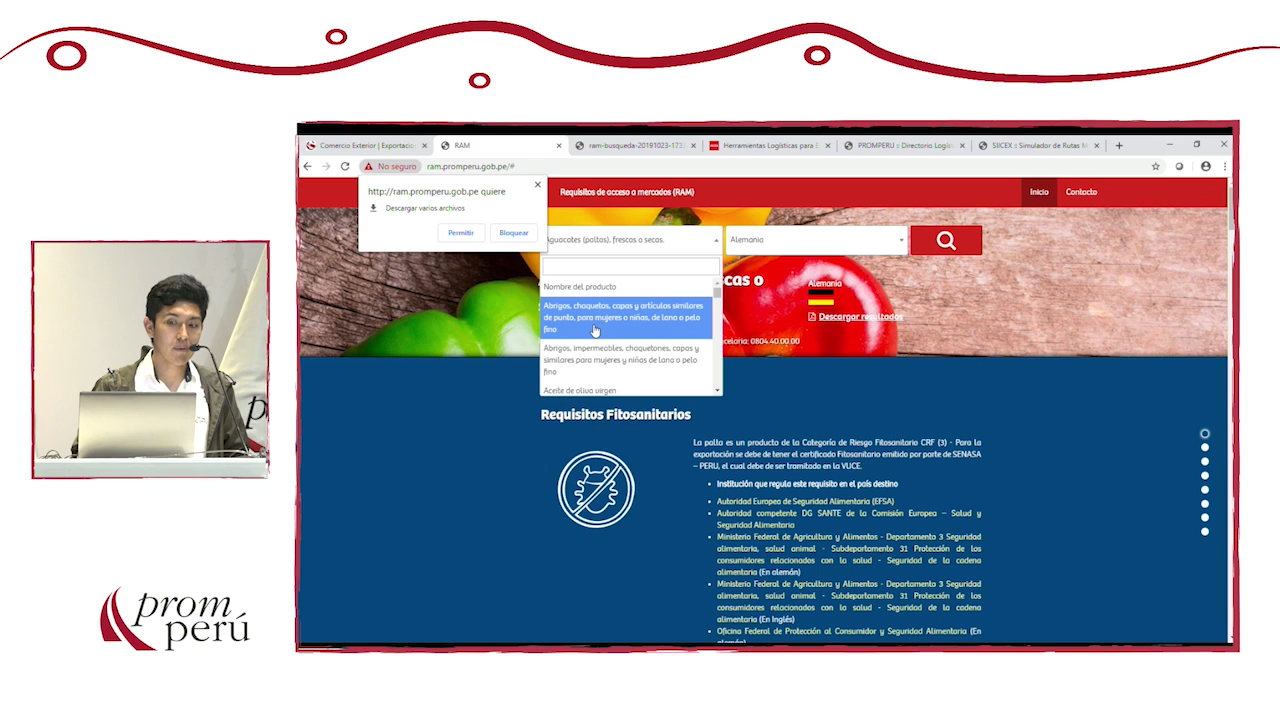 Comercio Exterior | Exportacio
RAM
ram-busqueda-20191023-173
Herramientas Logísticas para E
PROMPERU :: Directorio Logist
SIICEX :: Simulador de Rutas M
No seguro
ram.promperu.gob.pe/#
http://ram.promperu.gob.pe quiere
Descargar varios archivos
Permitir
Bloquear
Requisitos de acceso a mercados (RAM)
Inicio
Contacto
Aguacates (paltas), frescas o secas.
Alemania
Nombre del producto
Abrigos, chaquetas, capas y artículos similares
de punto, para mujeres o niñas, de lana o pelo
fino
Abrigos, impermeables, chaquetones, capas y
similares para mujeres y niñas de lana o pelo
fino
Aceite de oliva virgen
cas o
Alemania
Descargar resultados
celaria: 0804.40.00.00
Requisitos Fitosanitarios
La palta es un producto de la Categoría de Riesgo Fitosanitario CRF (3) - Para la
exportación se debe de tener el certificado Fitosanitario emitido por parte de SENASA
– PERU, el cual debe de ser tramitado en la VUCE.
• Institución que regula este requisito en el país destino
• Autoridad Europea de Seguridad Alimentaria (EFSA)
• Autoridad competente DG SANTE de la Comisión Europea – Salud y
Seguridad Alimentaria
• Ministerio Federal de Agricultura y Alimentos - Departamento 3 Seguridad
alimentaria, salud animal - Subdepartamento 31 Protección de los
consumidores relacionados con la salud - Seguridad de la cadena
alimentaria (En alemán)
• Ministerio Federal de Agricultura y Alimentos - Departamento 3 Seguridad
alimentaria, salud animal - Subdepartamento 31 Protección de los
consumidores relacionados con la salud - Seguridad de la cadena
alimentaria (En Inglés)
• Oficina Federal de Protección al Consumidor y Seguridad Alimentaria (En
alemán)
prom
perú